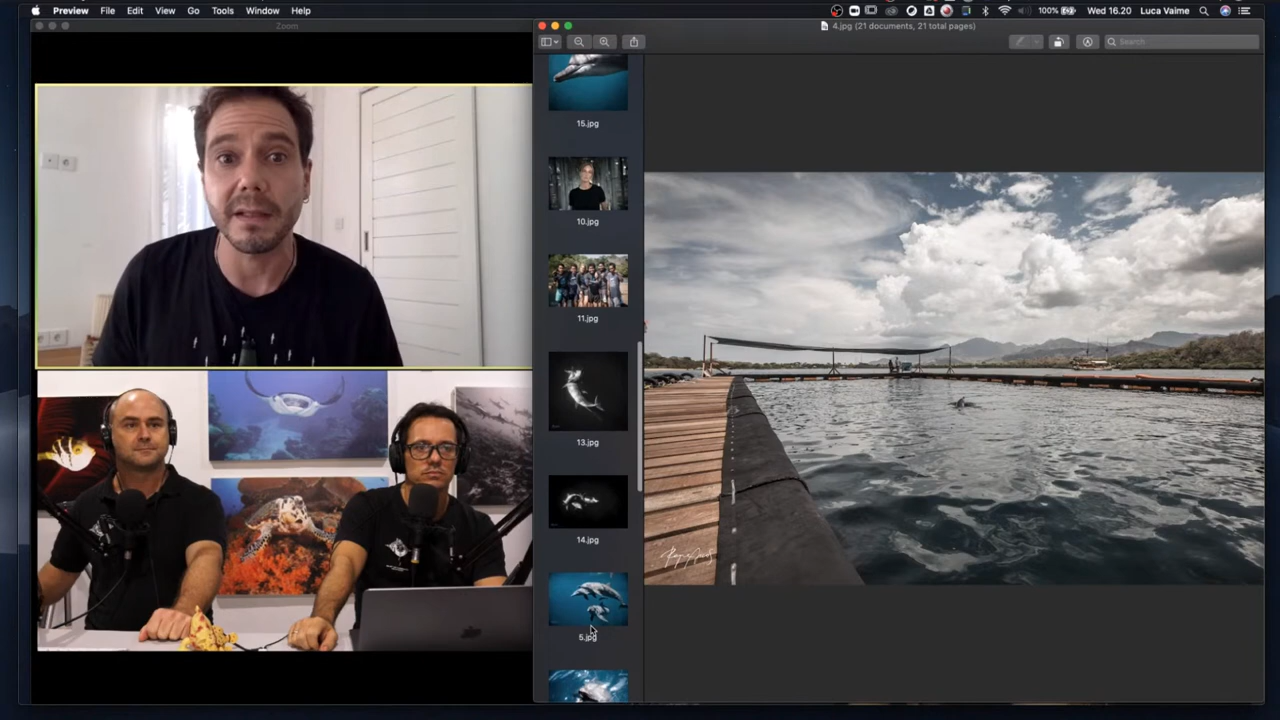 Preview File Edit View Go Tools Window Help
100% Wed 16.20 Luca Vaime
Zoom
4.jpg (21 documents, 21 total pages)
Search
15.jpg
10.jpg
11.jpg
13.jpg
14.jpg
5.jpg